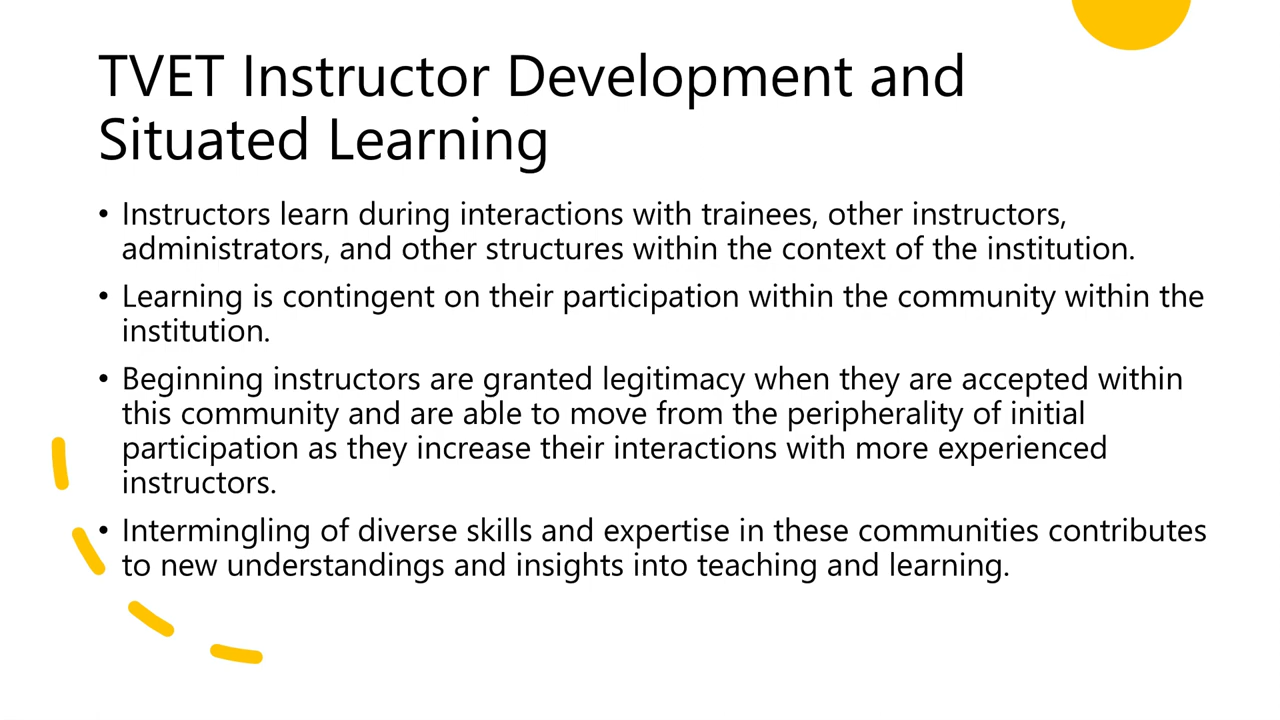 TVET Instructor Development and
Situated Learning
• Instructors learn during interactions with trainees, other instructors,
administrators, and other structures within the context of the institution.
• Learning is contingent on their participation within the community within the
institution.
• Beginning instructors are granted legitimacy when they are accepted within
this community and are able to move from the peripherality of initial
participation as they increase their interactions with more experienced
instructors.
• Intermingling of diverse skills and expertise in these communities contributes
to new understandings and insights into teaching and learning.